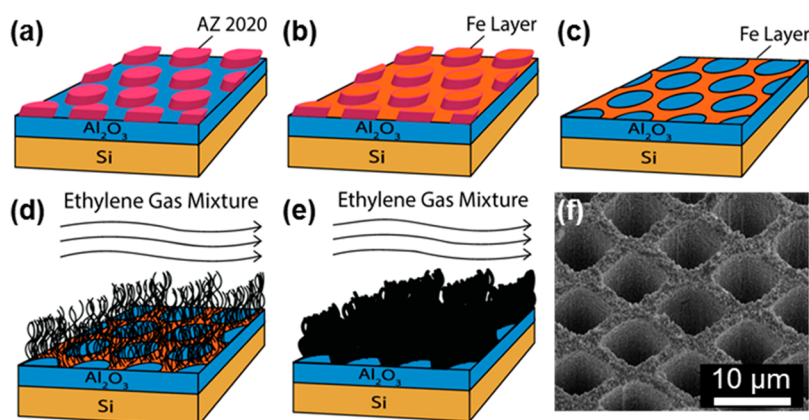 (a) AZ 2020
Al₂O₃
Si
(b) Fe Layer
Al₂O₃
Si
(c) Fe Layer
Al₂O₃
Si
(d) Ethylene Gas Mixture
Al₂O₃
Si
(e) Ethylene Gas Mixture
Al₂O₃
Si
(f)
10 µm